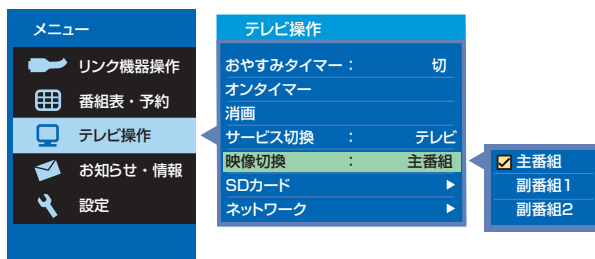 メニュー
リンク機器操作
番組表・予約
テレビ操作
お知らせ・情報
設定
テレビ操作
おやすみタイマー： 切
オンタイマー
消画
サービス切換 ： テレビ
映像切換 ： 主番組
SDカード
ネットワーク
主番組
副番組1
副番組2